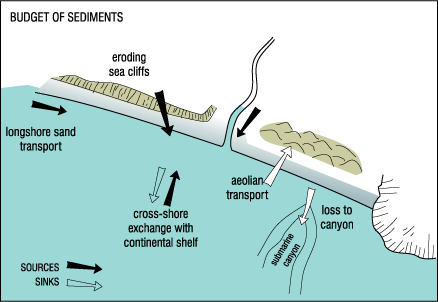 BUDGET OF SEDIMENTS
eroding
sea cliffs
longshore sand
transport
aeolian
transport
cross-shore
exchange with
continental shelf
loss to
canyon
submarine
canyon
SOURCES
SINKS